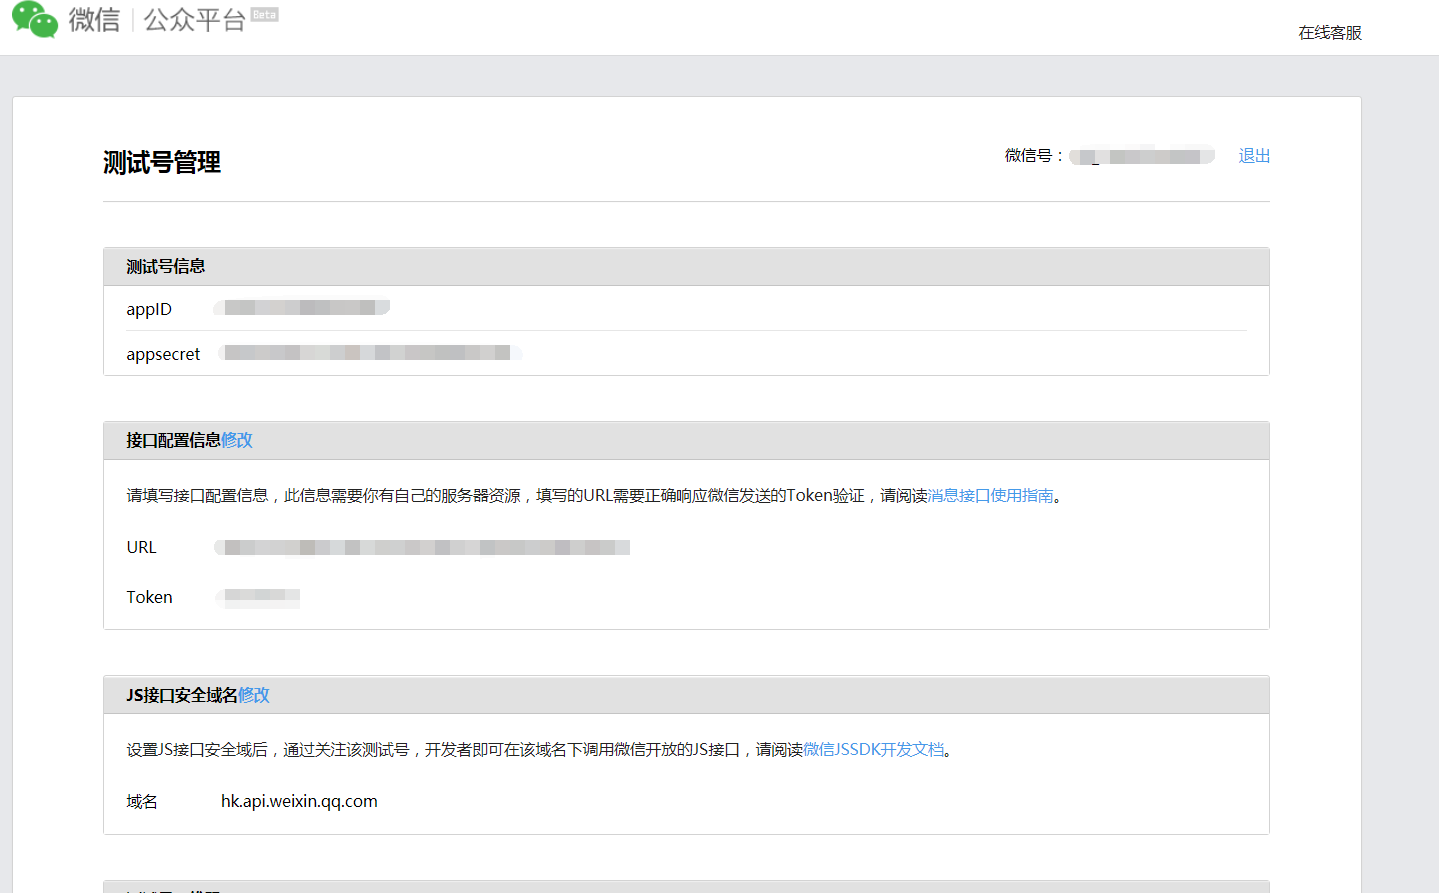 微信 | 公众平台 Beta
在线客服
测试号管理
微信号：
退出
测试号信息
appID
appsecret
接口配置信息修改
请填写接口配置信息，此信息需要你有自己的服务器资源，填写的URL需要正确响应微信发送的Token验证，请阅读消息接口使用指南。
URL
Token
JS接口安全域名修改
设置JS接口安全域后，通过关注该测试号，开发者即可在该域名下调用微信开放的JS接口，请阅读微信JSSDK开发文档。
域名 hk.api.weixin.qq.com